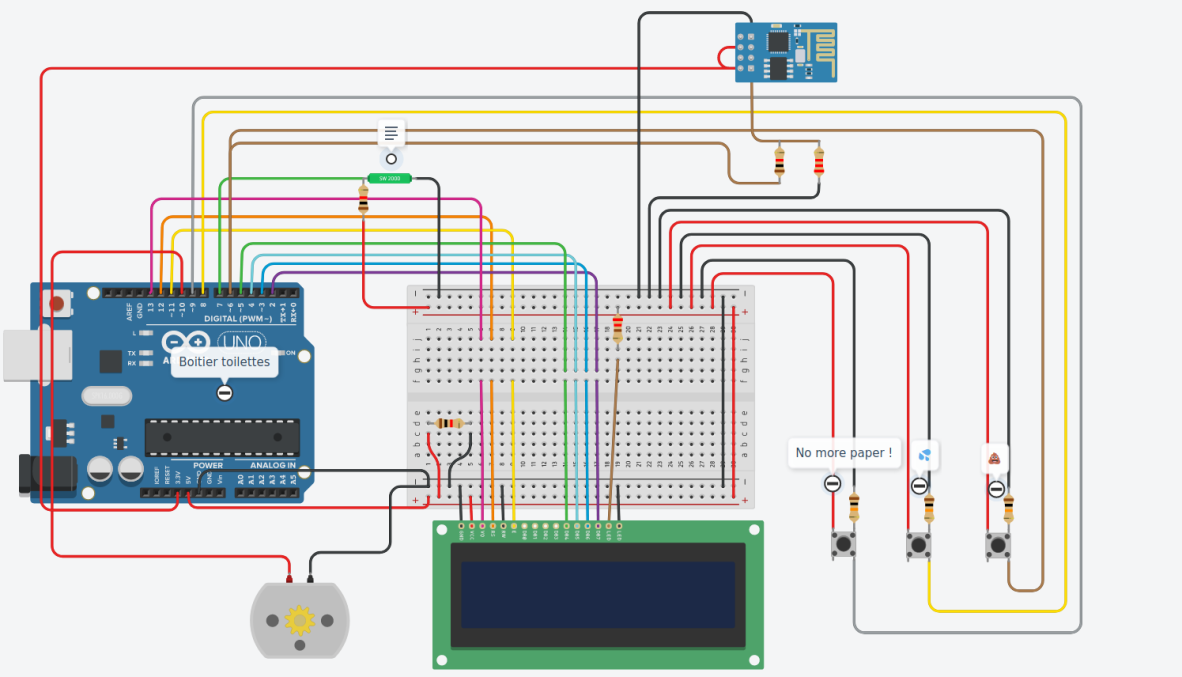 SW 200D
AREF
GND
13
12
~11
~10
~9
8
7
~6
~5
4
~3
2
TX→1
RX←0
DIGITAL (PWM~)
L
TX
RX
UNO
ON
Boitier toilettes
POWER
ANALOG IN
IOREF
RESET
3.3V
5V
GND
Vin
A0
A1
A2
A3
A4
A5
No more paper !